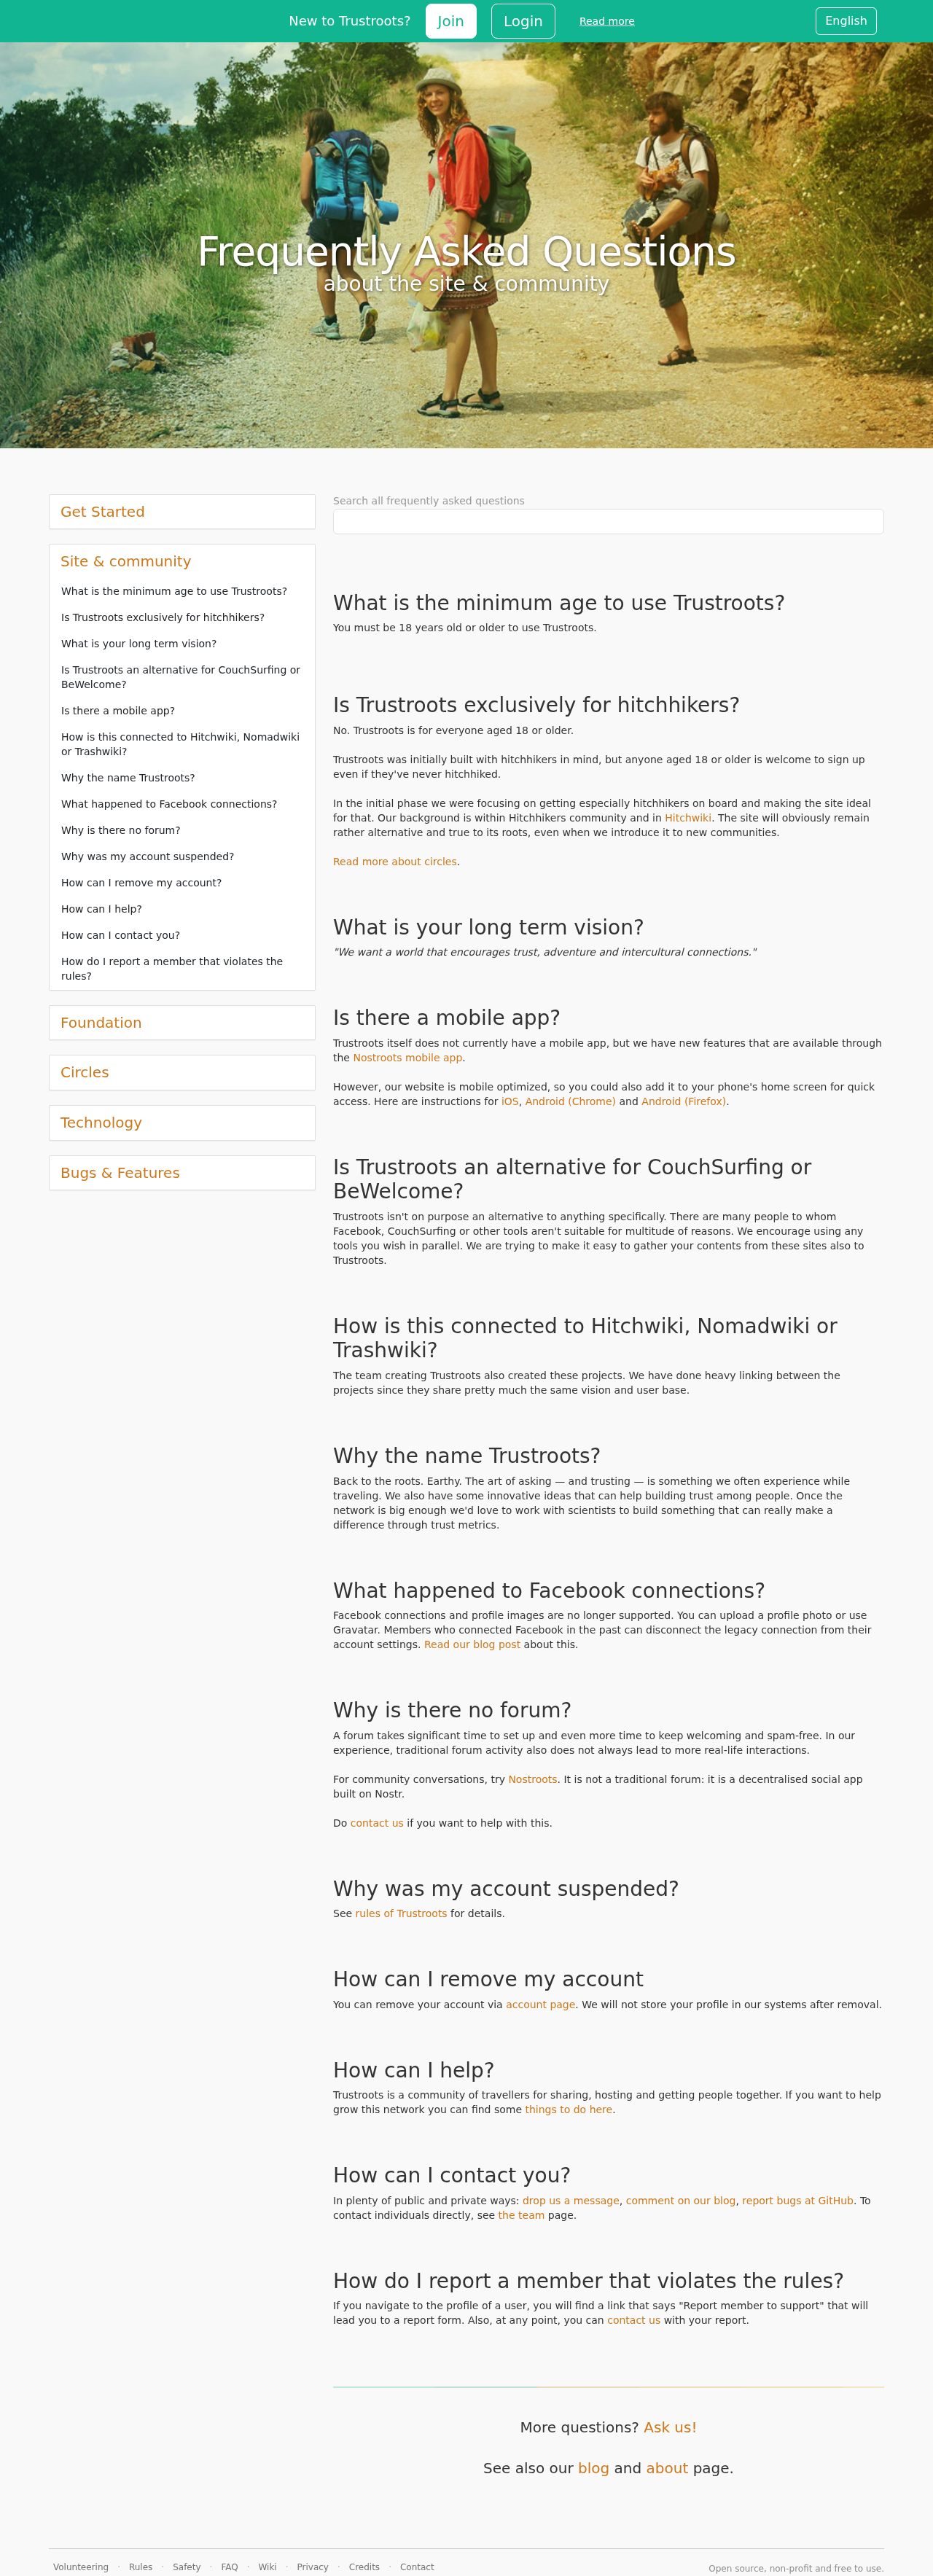 New to Trustroots? Join Login Read more English
Frequently Asked Questions
about the site & community
Get Started
Site & community
What is the minimum age to use Trustroots?
Is Trustroots exclusively for hitchhikers?
What is your long term vision?
Is Trustroots an alternative for CouchSurfing or
BeWelcome?
Is there a mobile app?
How is this connected to Hitchwiki, Nomadwiki
or Trashwiki?
Why the name Trustroots?
What happened to Facebook connections?
Why is there no forum?
Why was my account suspended?
How can I remove my account?
How can I help?
How can I contact you?
How do I report a member that violates the
rules?
Foundation
Circles
Technology
Bugs & Features
Search all frequently asked questions
What is the minimum age to use Trustroots?
You must be 18 years old or older to use Trustroots.
Is Trustroots exclusively for hitchhikers?
No. Trustroots is for everyone aged 18 or older.
Trustroots was initially built with hitchhikers in mind, but anyone aged 18 or older is welcome to sign up
even if they've never hitchhiked.
In the initial phase we were focusing on getting especially hitchhikers on board and making the site ideal
for that. Our background is within Hitchhikers community and in Hitchwiki. The site will obviously remain
rather alternative and true to its roots, even when we introduce it to new communities.
Read more about circles.
What is your long term vision?
"We want a world that encourages trust, adventure and intercultural connections."
Is there a mobile app?
Trustroots itself does not currently have a mobile app, but we have new features that are available through
the Nostroots mobile app.
However, our website is mobile optimized, so you could also add it to your phone's home screen for quick
access. Here are instructions for iOS, Android (Chrome) and Android (Firefox).
Is Trustroots an alternative for CouchSurfing or
BeWelcome?
Trustroots isn't on purpose an alternative to anything specifically. There are many people to whom
Facebook, CouchSurfing or other tools aren't suitable for multitude of reasons. We encourage using any
tools you wish in parallel. We are trying to make it easy to gather your contents from these sites also to
Trustroots.
How is this connected to Hitchwiki, Nomadwiki or
Trashwiki?
The team creating Trustroots also created these projects. We have done heavy linking between the
projects since they share pretty much the same vision and user base.
Why the name Trustroots?
Back to the roots. Earthy. The art of asking — and trusting — is something we often experience while
traveling. We also have some innovative ideas that can help building trust among people. Once the
network is big enough we'd love to work with scientists to build something that can really make a
difference through trust metrics.
What happened to Facebook connections?
Facebook connections and profile images are no longer supported. You can upload a profile photo or use
Gravatar. Members who connected Facebook in the past can disconnect the legacy connection from their
account settings. Read our blog post about this.
Why is there no forum?
A forum takes significant time to set up and even more time to keep welcoming and spam-free. In our
experience, traditional forum activity also does not always lead to more real-life interactions.
For community conversations, try Nostroots. It is not a traditional forum: it is a decentralised social app
built on Nostr.
Do contact us if you want to help with this.
Why was my account suspended?
See rules of Trustroots for details.
How can I remove my account
You can remove your account via account page. We will not store your profile in our systems after removal.
How can I help?
Trustroots is a community of travellers for sharing, hosting and getting people together. If you want to help
grow this network you can find some things to do here.
How can I contact you?
In plenty of public and private ways: drop us a message, comment on our blog, report bugs at GitHub. To
contact individuals directly, see the team page.
How do I report a member that violates the rules?
If you navigate to the profile of a user, you will find a link that says "Report member to support" that will
lead you to a report form. Also, at any point, you can contact us with your report.
More questions? Ask us!
See also our blog and about page.
Volunteering · Rules · Safety · FAQ · Wiki · Privacy · Credits · Contact
Open source, non-profit and free to use.